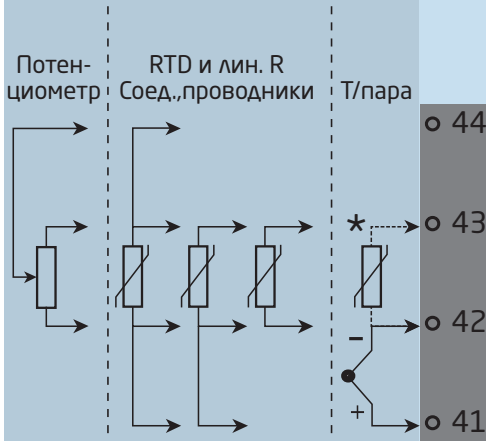 Потен-
циометр
RTD и лин. R
Соед.,проводники
Т/пара
44
*
43
42
–
+
41